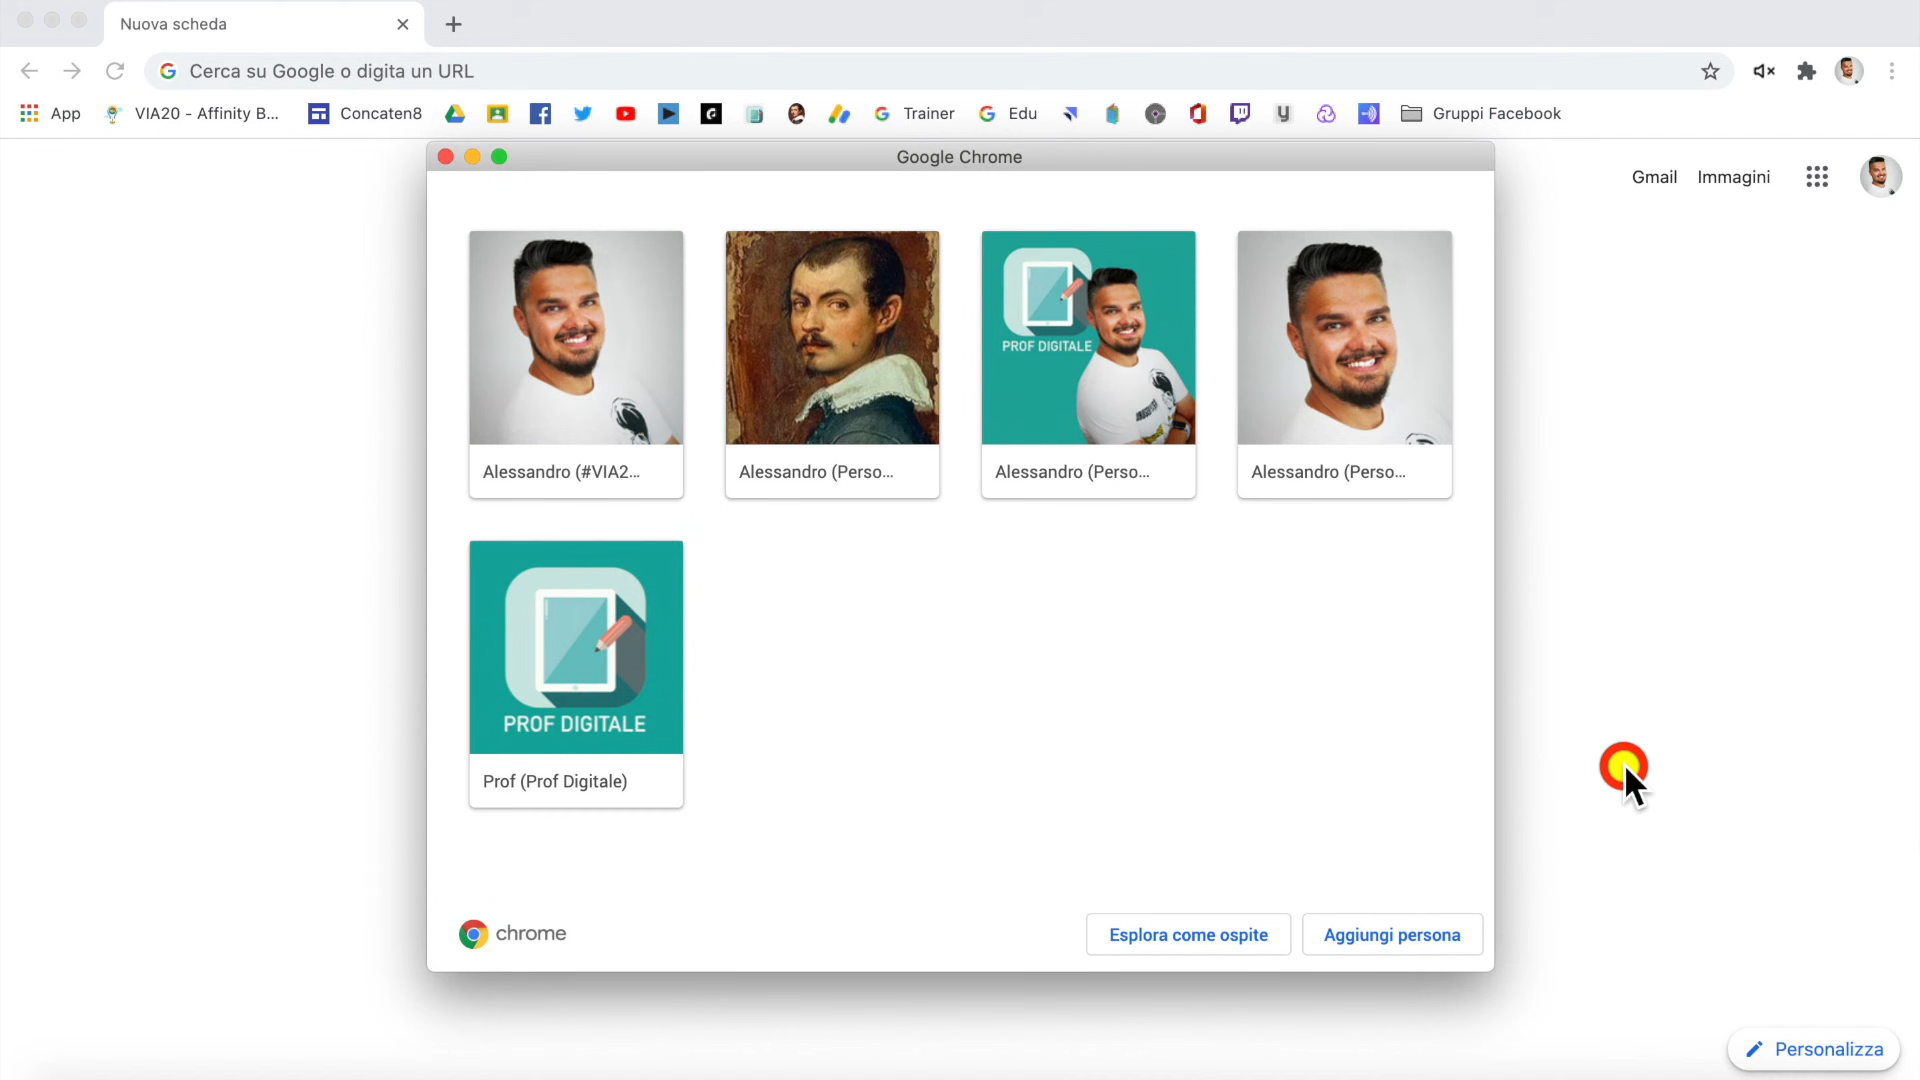 Nuova scheda
Cerca su Google o digita un URL
App
VIA20 - Affinity B...
Concaten8
Trainer
Edu
Gruppi Facebook
Google Chrome
Gmail
Immagini
PROF DIGITALE
Alessandro (#VIA2...
Alessandro (Perso...
Alessandro (Perso...
Alessandro (Perso...
PROF DIGITALE
Prof (Prof Digitale)
chrome
Esplora come ospite
Aggiungi persona
Personalizza